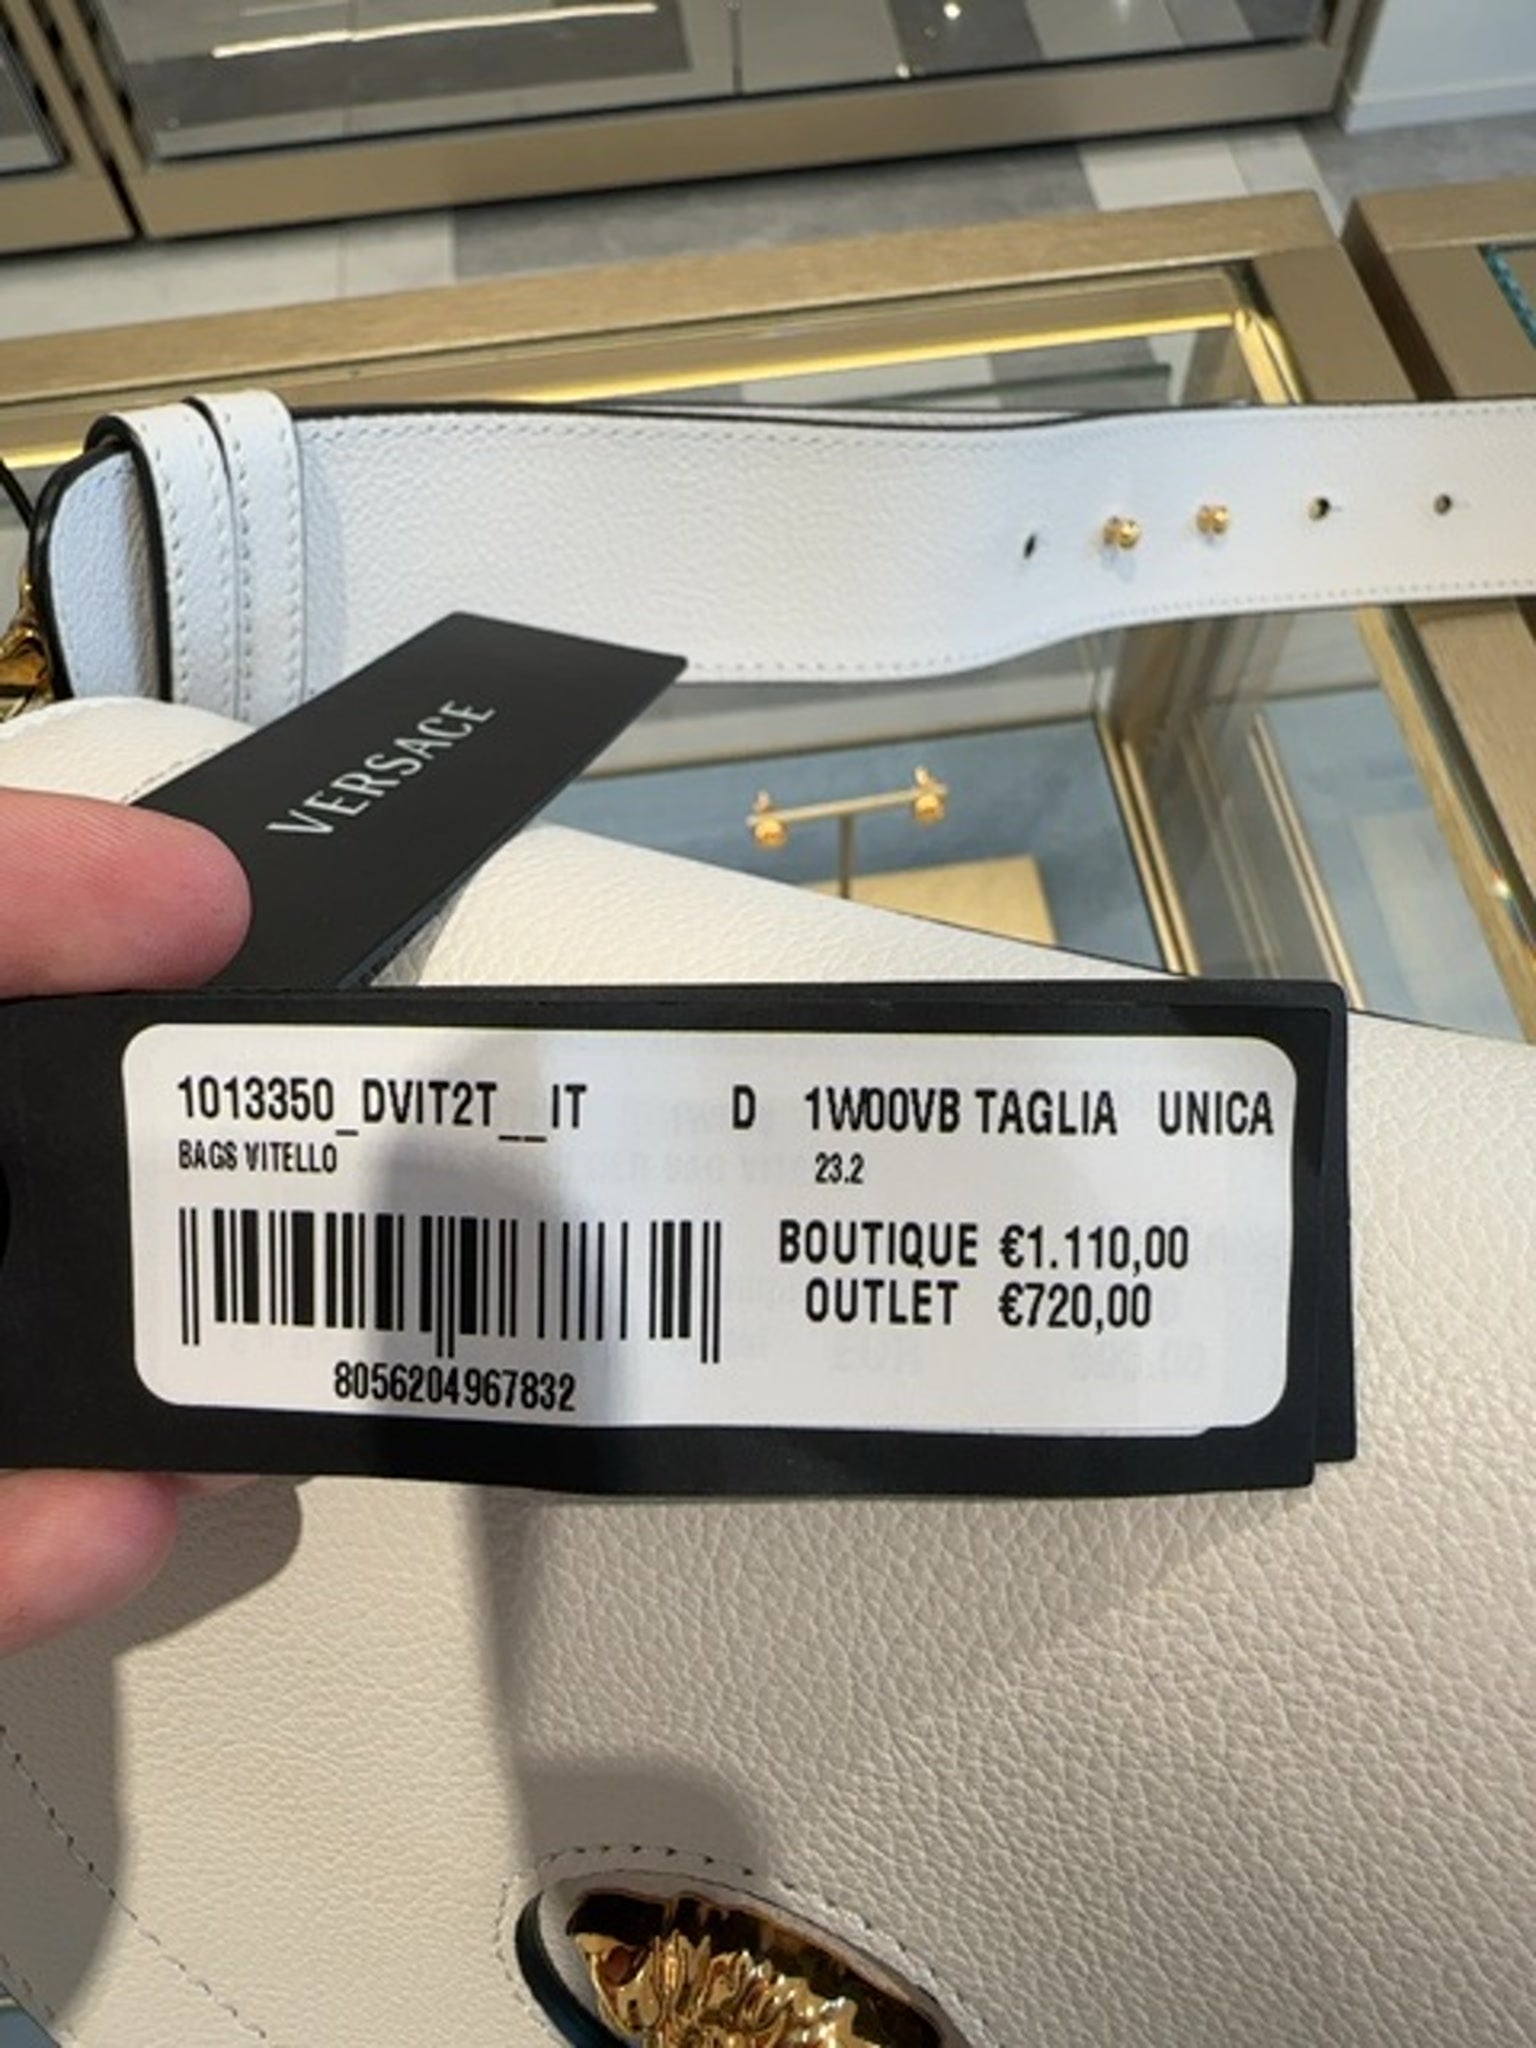 VERSACE
1013350_DVIT2T__IT D 1W00VB TAGLIA UNICA
BAGS VITELLO 23.2
BOUTIQUE €1.110,00
OUTLET €720,00
8056204967832